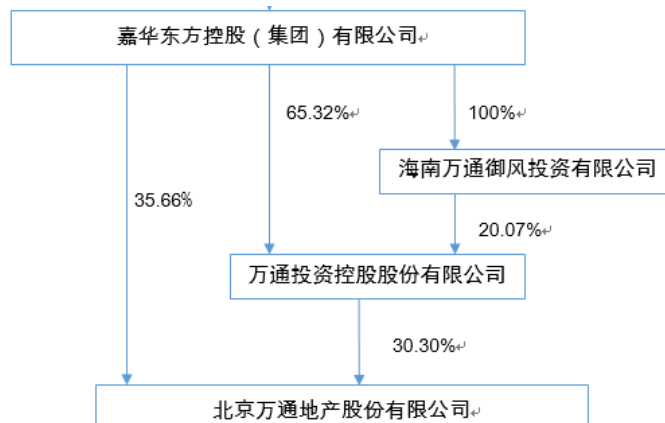 嘉华东方控股（集团）有限公司
65.32%
100%
海南万通御风投资有限公司
35.66%
20.07%
万通投资控股股份有限公司
30.30%
北京万通地产股份有限公司